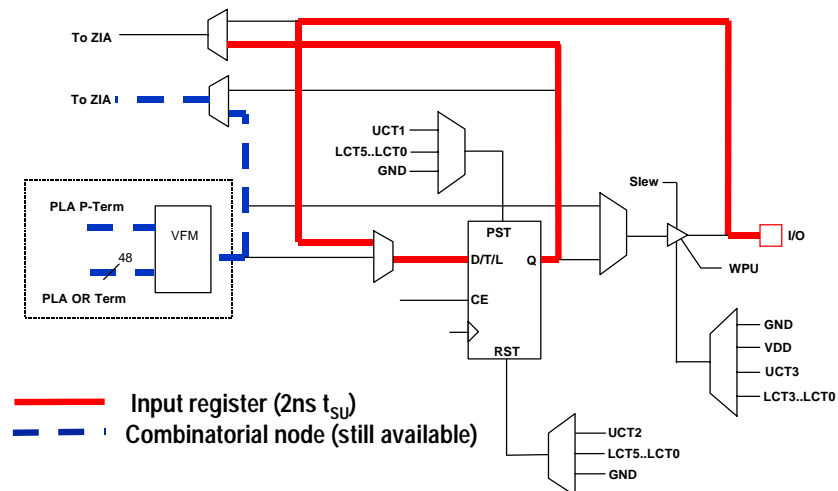 To ZIA
To ZIA
UCT1
LCT5..LCT0
GND
Slew
PLA P-Term
VFM
48
PLA OR Term
PST
D/T/L
Q
CE
RST
I/O
WPU
GND
VDD
UCT3
LCT3..LCT0
UCT2
LCT5..LCT0
GND
Input register (2ns tSU)
Combinatorial node (still available)